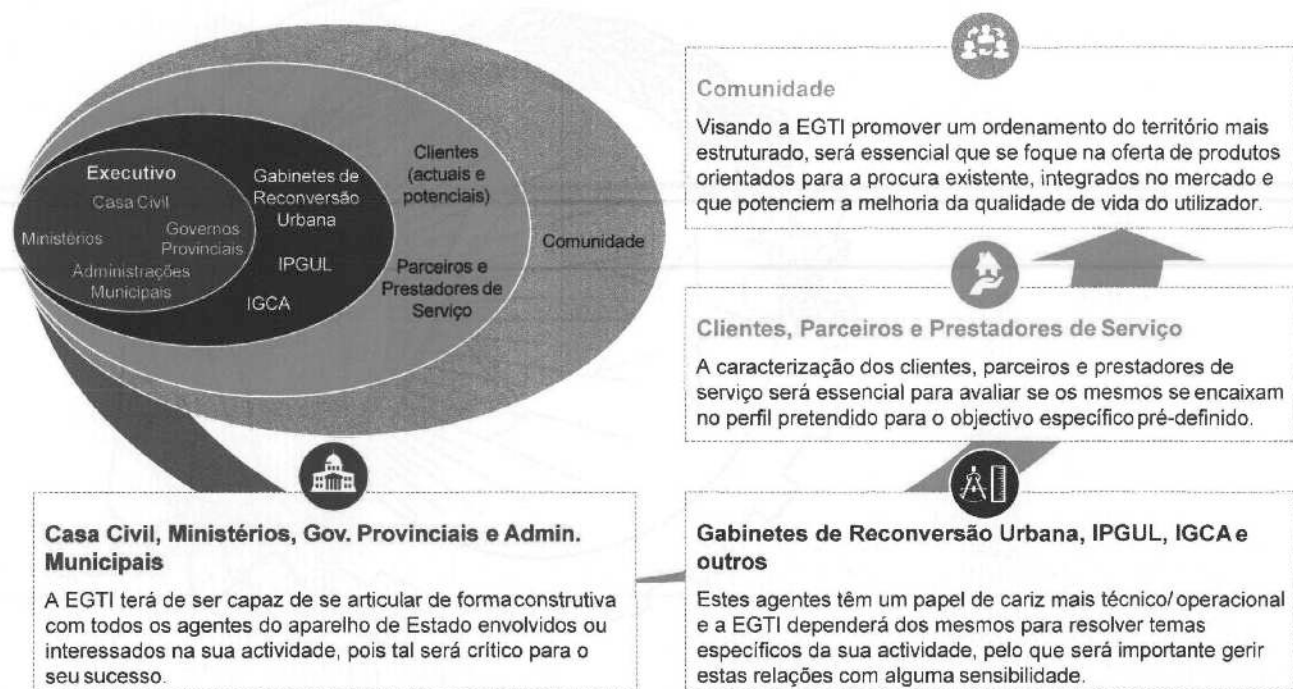 Executivo
Casa Civil
Ministérios
Governos
Provinciais
Administrações
Municipais
Gabinetes de
Reconversão
Urbana
IPGUL
IGCA
Clientes
(actuais e
potenciais)
Parceiros e
Prestadores de
Serviço
Comunidade
Casa Civil, Ministérios, Gov. Provinciais e Admin.
Municipais
A EGTI terá de ser capaz de se articular de forma construtiva
com todos os agentes do aparelho de Estado envolvidos ou
interessados na sua actividade, pois tal será crítico para o
seu sucesso.
Gabinetes de Reconversão Urbana, IPGUL, IGCA e
outros
Estes agentes têm um papel de cariz mais técnico/ operacional
e a EGTI dependerá dos mesmos para resolver temas
específicos da sua actividade, pelo que será importante gerir
estas relações com alguma sensibilidade.
Clientes, Parceiros e Prestadores de Serviço
A caracterização dos clientes, parceiros e prestadores de
serviço será essencial para avaliar se os mesmos se encaixam
no perfil pretendido para o objectivo específico pré-definido.
Comunidade
Visando a EGTI promover um ordenamento do território mais
estruturado, será essencial que se foque na oferta de produtos
orientados para a procura existente, integrados no mercado e
que potenciem a melhoria da qualidade de vida do utilizador.